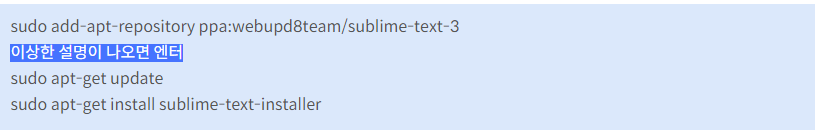 sudo add-apt-repository ppa:webupd8team/sublime-text-3
이상한 설명이 나오면 엔터
sudo apt-get update
sudo apt-get install sublime-text-installer